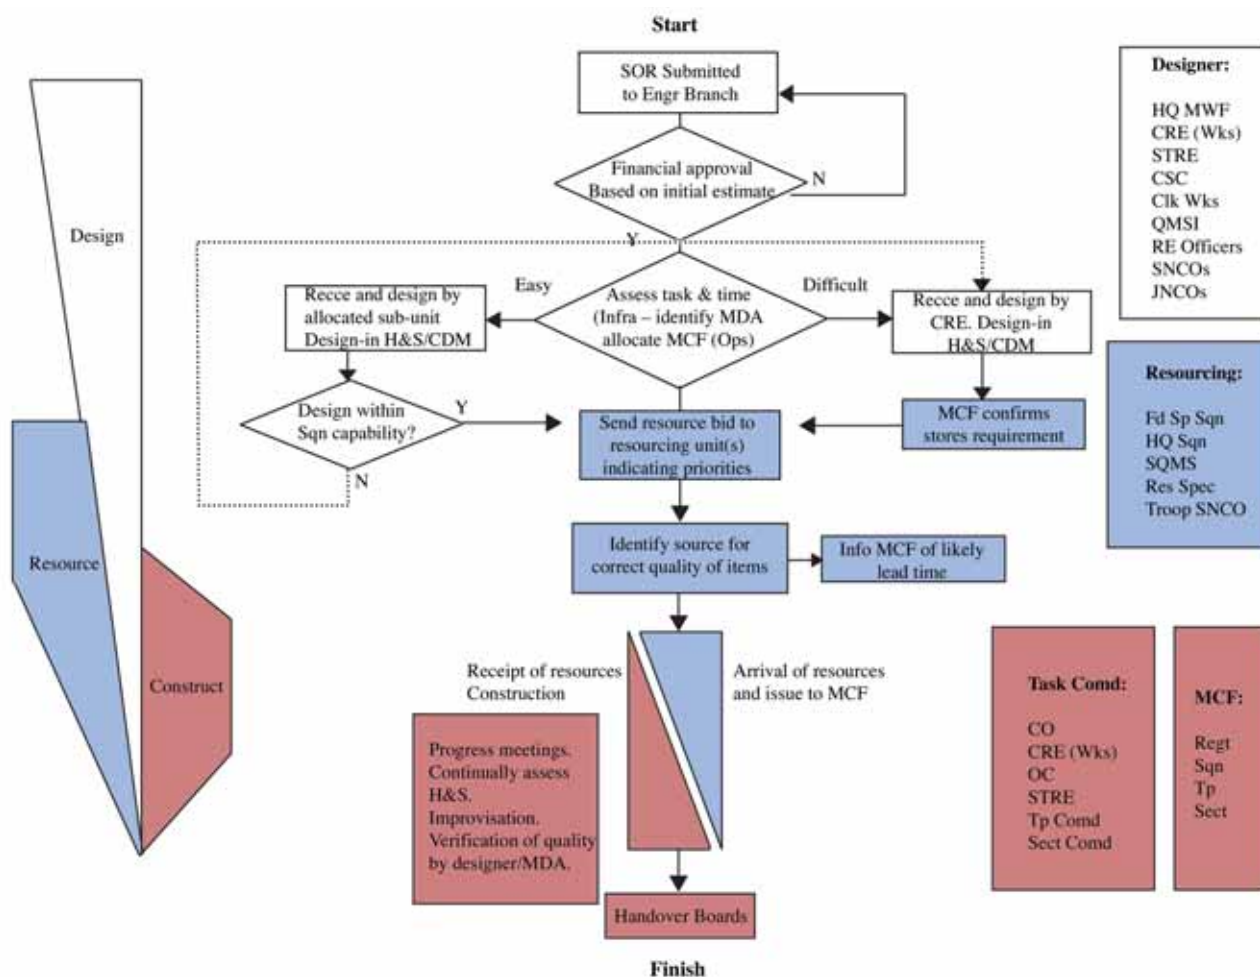 Start
SOR Submitted
to Engr Branch
Financial approval
Based on initial estimate
N
Y
Easy
Assess task & time
(Infra – identify MDA
allocate MCF (Ops)
Difficult
Recce and design by
allocated sub-unit
Design-in H&S/CDM
Recce and design by
CRE. Design-in
H&S/CDM
Design within
Sqn capability?
Y
N
Send resource bid to
resourcing unit(s)
indicating priorities
MCF confirms
stores requirement
Identify source for
correct quality of items
Info MCF of likely
lead time
Receipt of resources
Construction
Arrival of resources
and issue to MCF
Progress meetings.
Continually assess
H&S.
Improvisation.
Verification of quality
by designer/MDA.
Handover Boards
Finish
Design
Resource
Construct
Designer:
HQ MWF
CRE (Wks)
STRE
CSC
Clk Wks
QMSI
RE Officers
SNCOs
JNCOs
Resourcing:
Fd Sp Sqn
HQ Sqn
SQMS
Res Spec
Troop SNCO
Task Comd:
CO
CRE (Wks)
OC
STRE
Tp Comd
Sect Comd
MCF:
Regt
Sqn
Tp
Sect